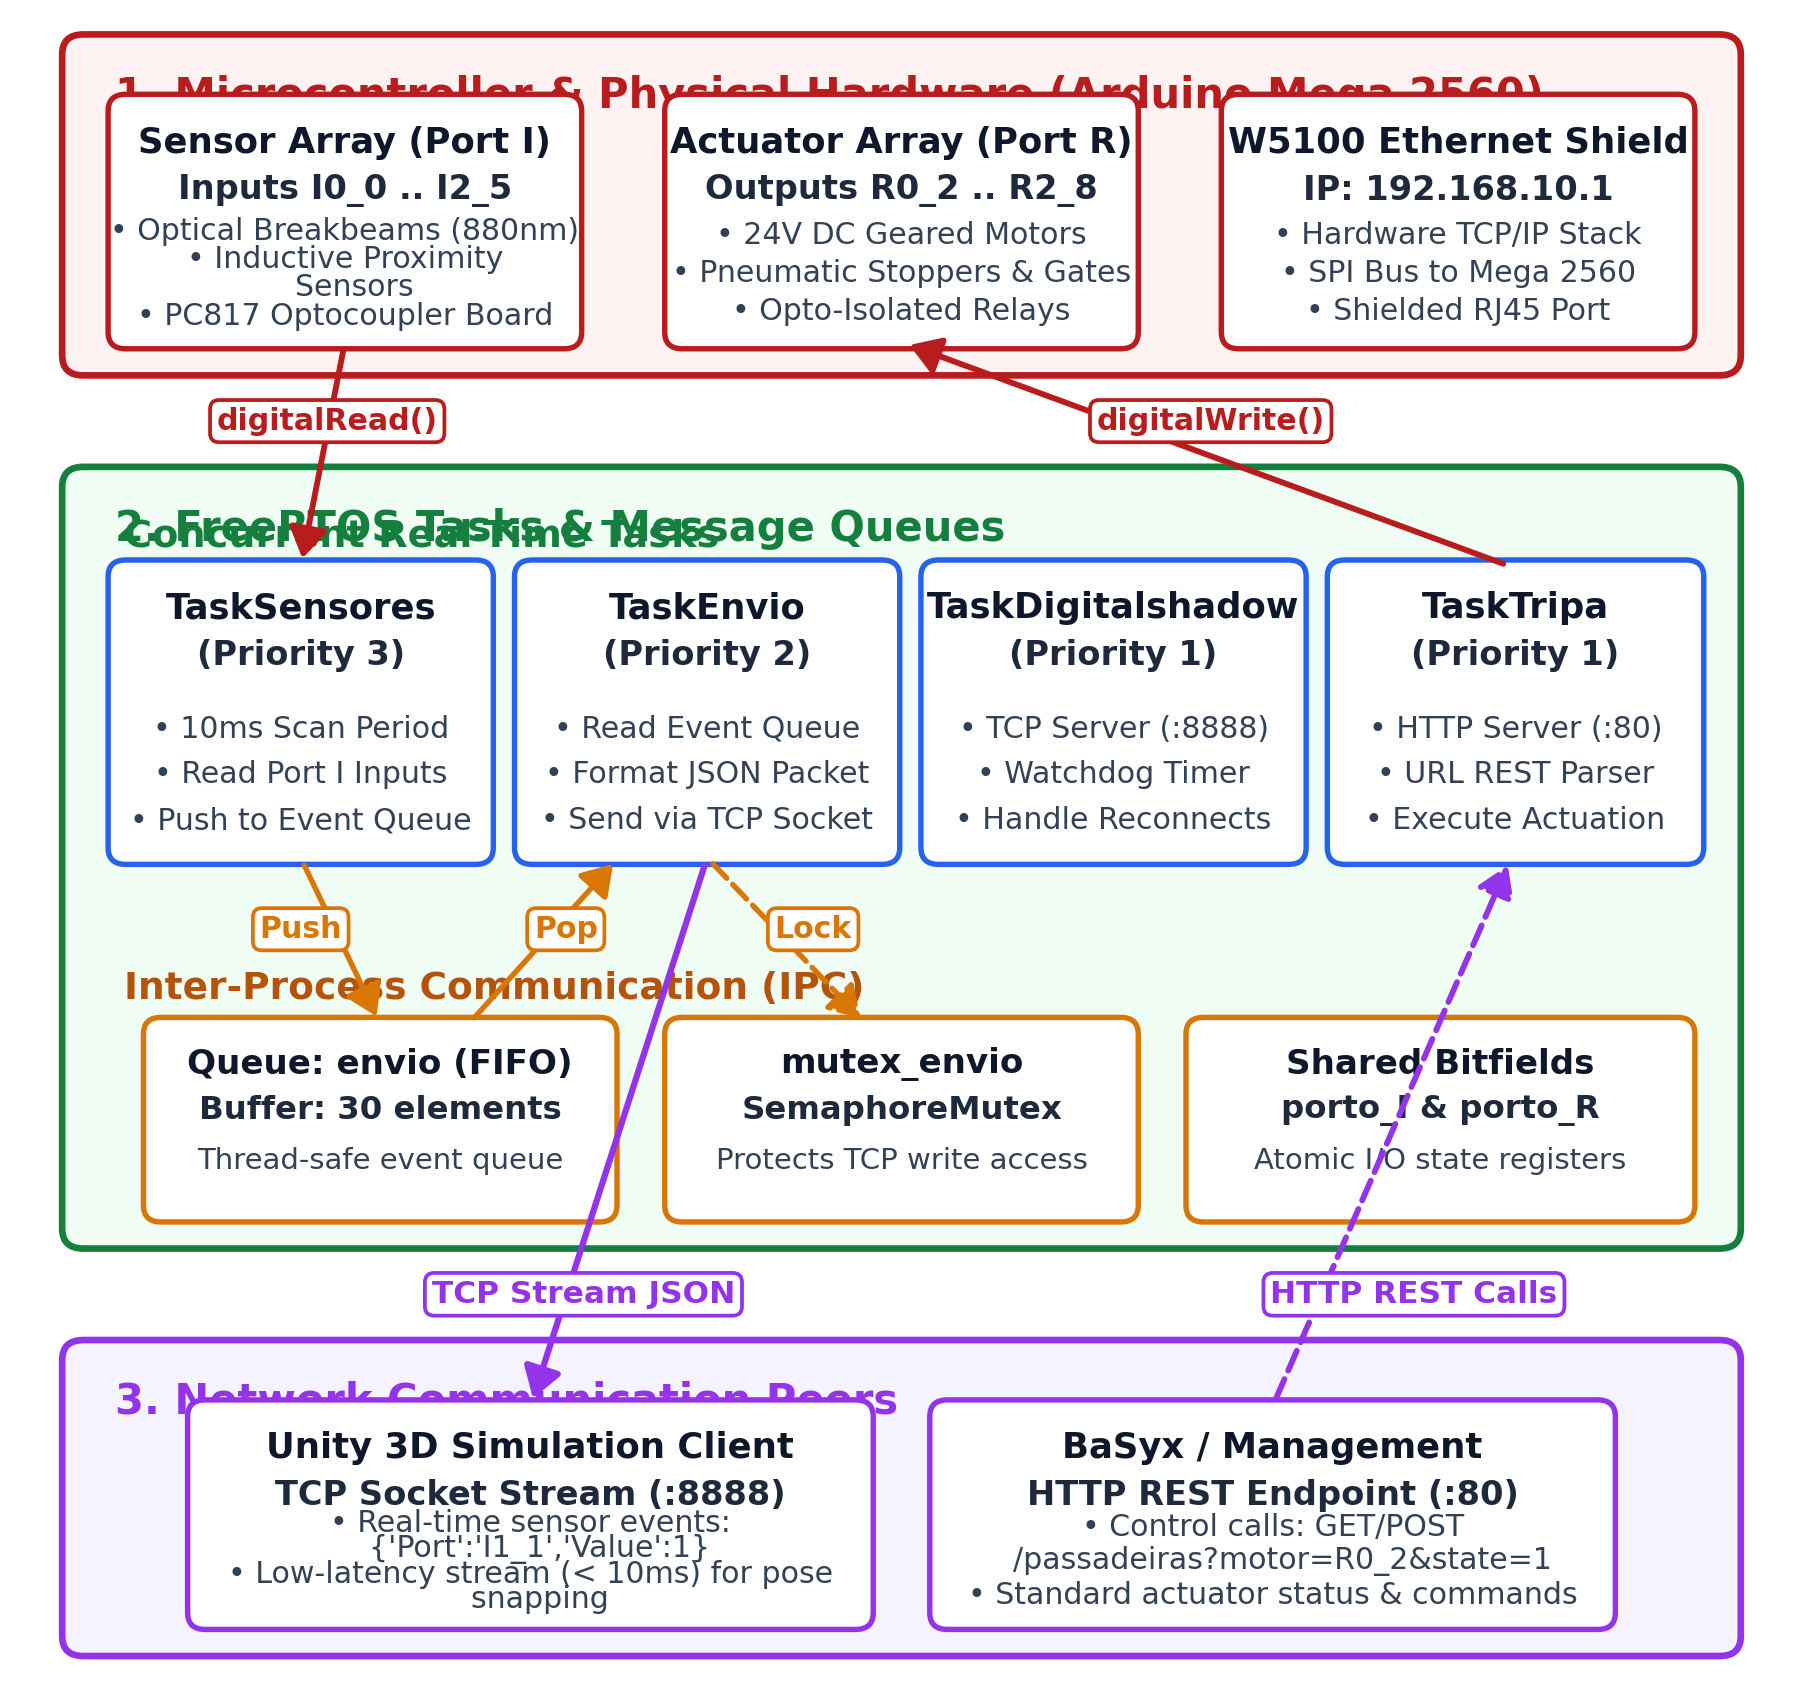 1. Microcontroller & Physical Hardware (Arduino Mega 2560)
Sensor Array (Port I)
Inputs I0_0 .. I2_5
• Optical Breakbeams (880nm)
• Inductive Proximity
Sensors
• PC817 Optocoupler Board
Actuator Array (Port R)
Outputs R0_2 .. R2_8
• 24V DC Geared Motors
• Pneumatic Stoppers & Gates
• Opto-Isolated Relays
W5100 Ethernet Shield
IP: 192.168.10.1
• Hardware TCP/IP Stack
• SPI Bus to Mega 2560
• Shielded RJ45 Port
digitalRead()
digitalWrite()
2. FreeRTOS Tasks & Message Queues
Concurrent Real-Time Tasks
TaskSensores
(Priority 3)
• 10ms Scan Period
• Read Port I Inputs
• Push to Event Queue
TaskEnvio
(Priority 2)
• Read Event Queue
• Format JSON Packet
• Send via TCP Socket
TaskDigitalshadow
(Priority 1)
• TCP Server (:8888)
• Watchdog Timer
• Handle Reconnects
TaskTripa
(Priority 1)
• HTTP Server (:80)
• URL REST Parser
• Execute Actuation
Push
Pop
Lock
Inter-Process Communication (IPC)
Queue: envio (FIFO)
Buffer: 30 elements
Thread-safe event queue
mutex_envio
SemaphoreMutex
Protects TCP write access
Shared Bitfields
porto_I & porto_R
Atomic I/O state registers
TCP Stream JSON
HTTP REST Calls
3. Network Communication Peers
Unity 3D Simulation Client
TCP Socket Stream (:8888)
• Real-time sensor events:
{'Port':'I1_1','Value':1}
• Low-latency stream (< 10ms) for pose
snapping
BaSyx / Management
HTTP REST Endpoint (:80)
• Control calls: GET/POST
/passadeiras?motor=R0_2&state=1
• Standard actuator status & commands